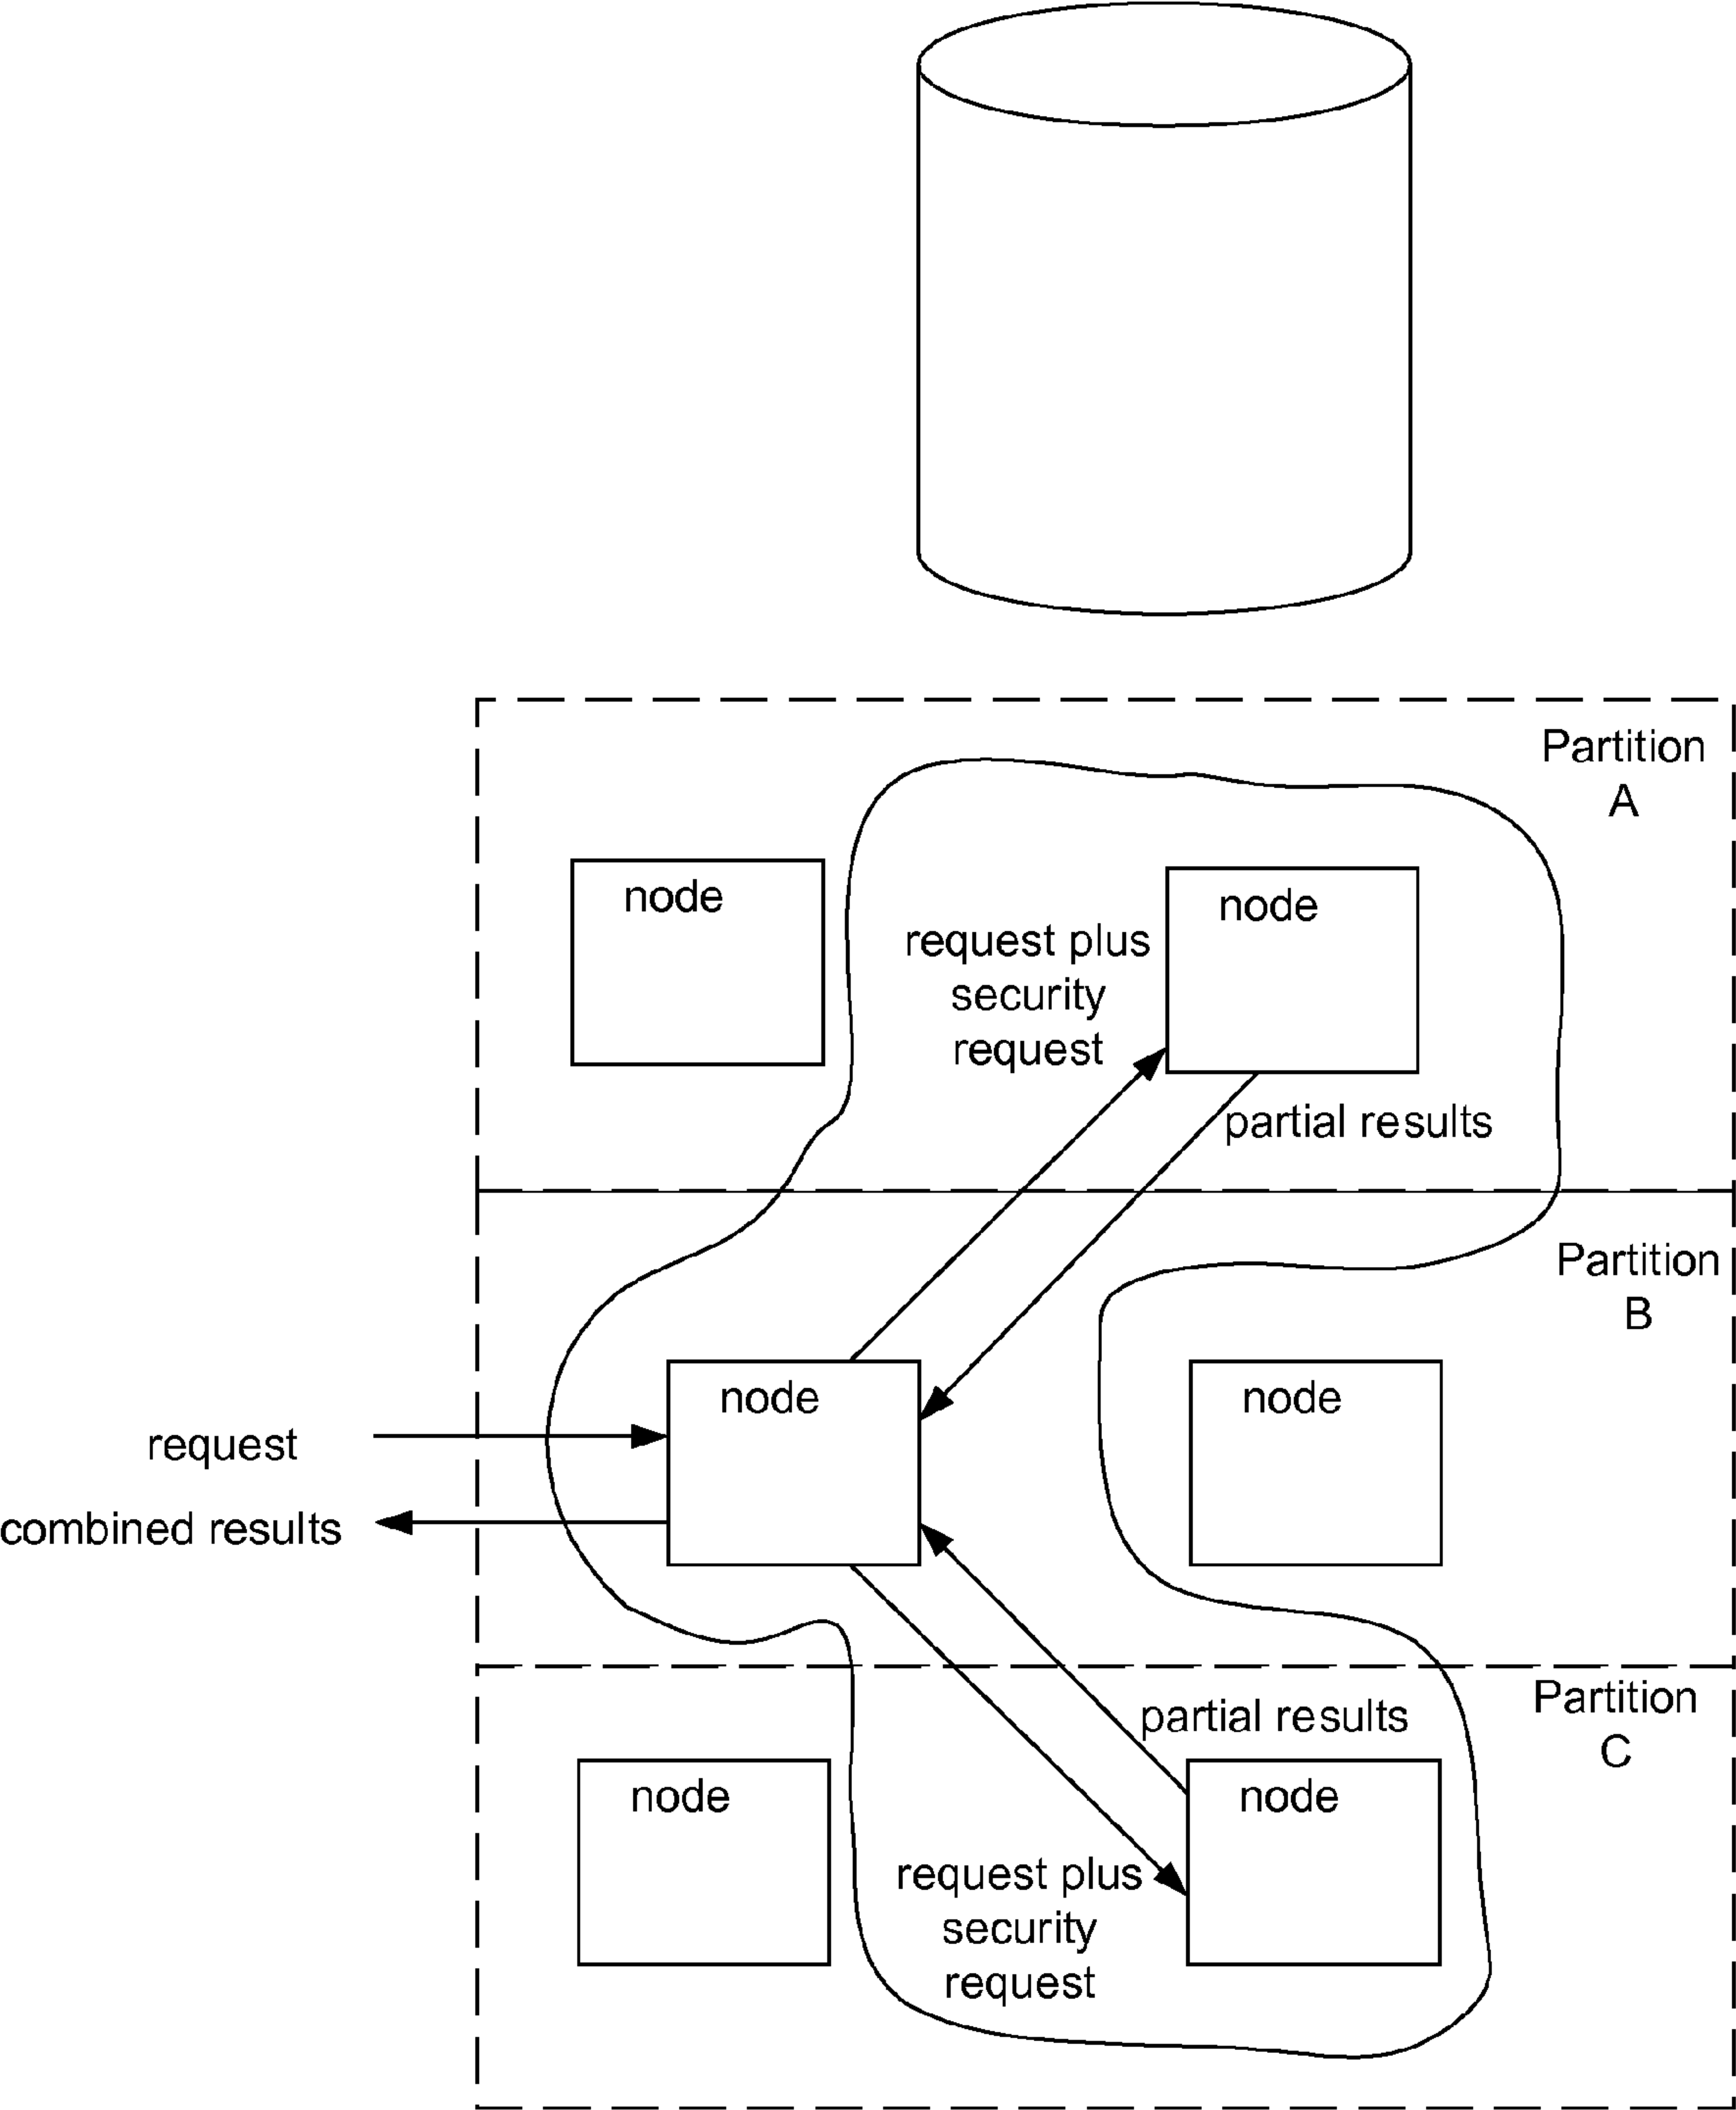 Partition
A
node
node
request plus
security
request
partial results
Partition
B
node
node
request
combined results
Partition
C
partial results
node
node
request plus
security
request